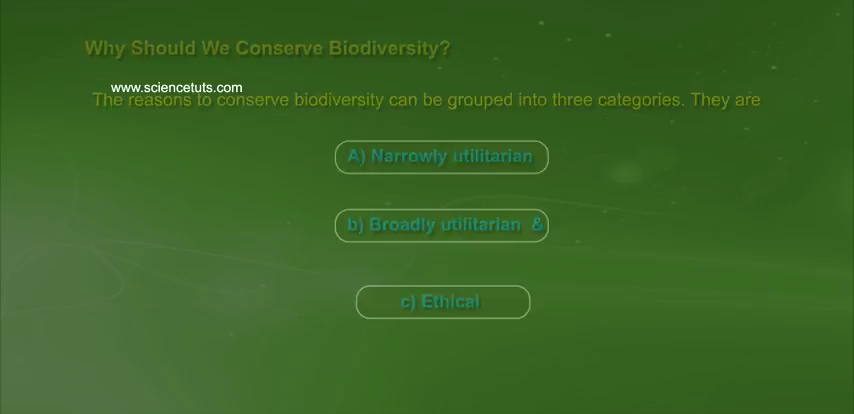 Why Should We Conserve Biodiversity?
www.sciencetuts.com
The reasons to conserve biodiversity can be grouped into three categories. They are
A) Narrowly utilitarian
b) Broadly utilitarian &
c) Ethical